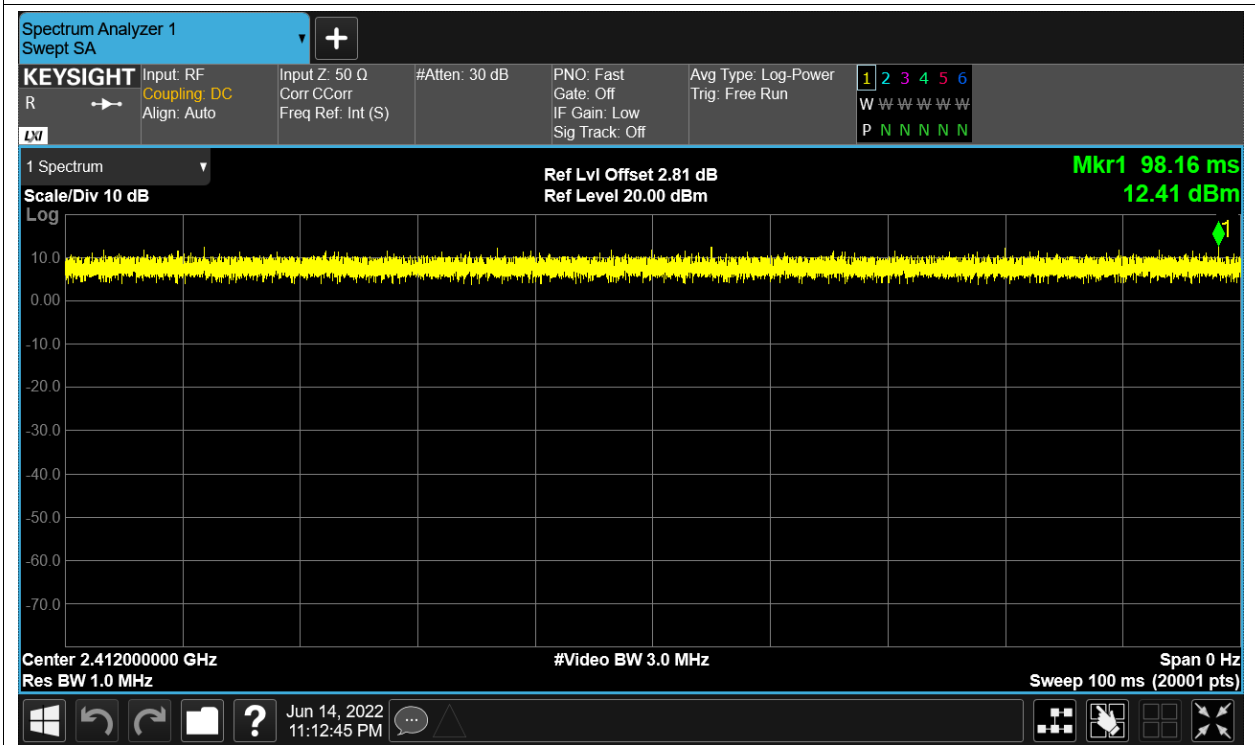 Spectrum Analyzer 1
Swept SA
KEYSIGHT
R
LXI
Input: RF
Coupling: DC
Align: Auto
Input Z: 50 Ω
Corr CCorr
Freq Ref: Int (S)
#Atten: 30 dB
PNO: Fast
Gate: Off
IF Gain: Low
Sig Track: Off
Avg Type: Log-Power
Trig: Free Run
1 2 3 4 5 6
W W W W W W
P N N N N N
1 Spectrum
Scale/Div 10 dB
Log
Ref Lvl Offset 2.81 dB
Ref Level 20.00 dBm
Mkr1 98.16 ms
12.41 dBm
1
10.0
0.00
-10.0
-20.0
-30.0
-40.0
-50.0
-60.0
-70.0
Center 2.412000000 GHz
#Video BW 3.0 MHz
Span 0 Hz
Res BW 1.0 MHz
Sweep 100 ms (20001 pts)
?
Jun 14, 2022
11:12:45 PM